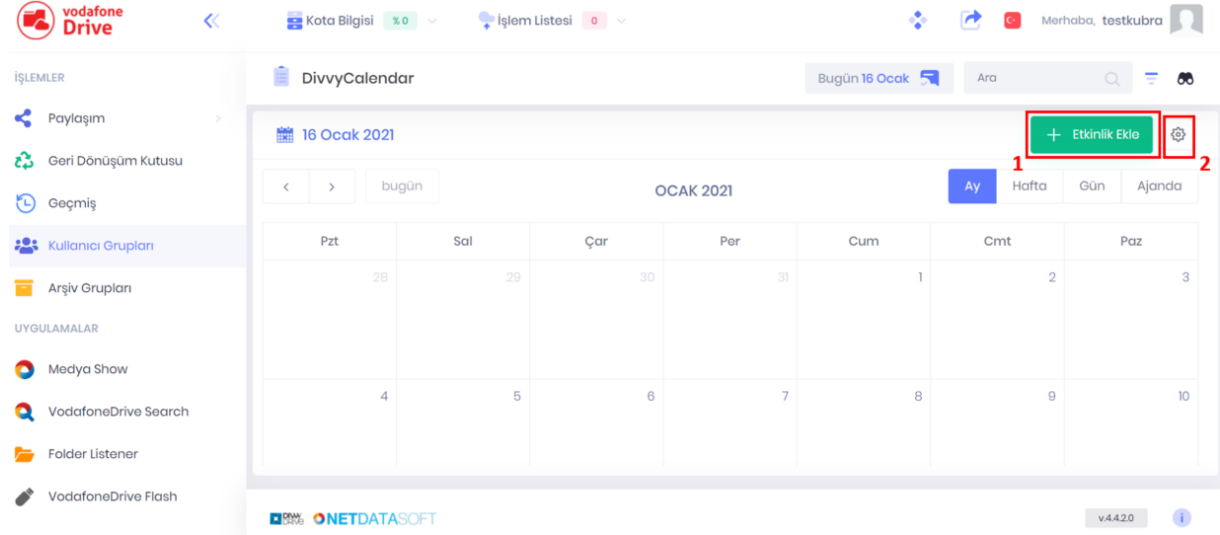 vodafone
Drive
Kota Bilgisi %0
İşlem Listesi 0
Merhaba, testkubra
İŞLEMLER
Paylaşım
Geri Dönüşüm Kutusu
Geçmiş
Kullanıcı Grupları
Arşiv Grupları
UYGULAMALAR
Medya Show
VodafoneDrive Search
Folder Listener
VodafoneDrive Flash
DivvyCalendar
Bugün 16 Ocak
Ara
16 Ocak 2021
+ Etkinlik Ekle
1
2
< > bugün
OCAK 2021
Ay Hafta Gün Ajanda
Pzt Sal Çar Per Cum Cmt Paz
28 29 30 31 1 2 3
4 5 6 7 8 9 10
NETDATASOFT
v.4.4.2.0
i